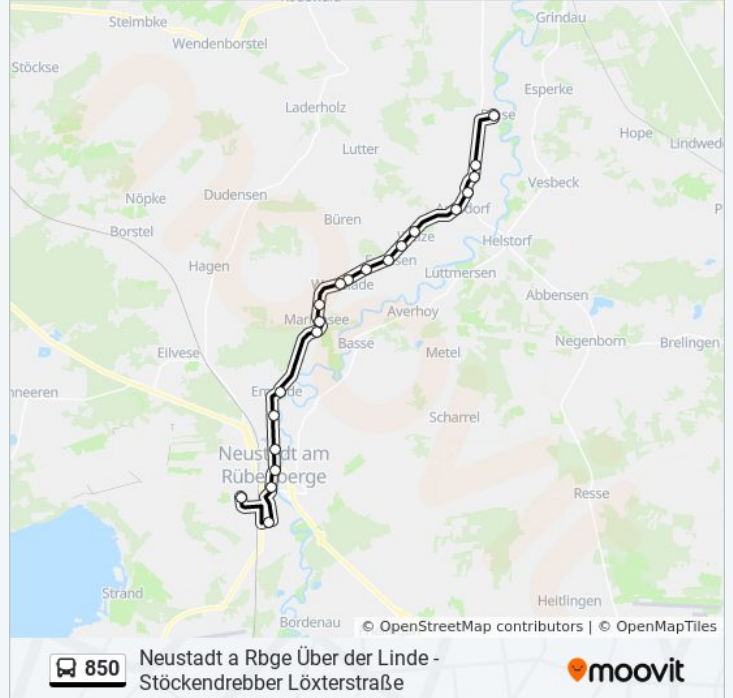 Steimbke
Grindau
Wendenborstel
Stöckse
Esperke
Laderholz
Hope
Lindwede
Lutter
Vesbeck
Nöpke
Dudensen
Büren
Borstel
Helstorf
Hagen
Luttmersen
Abbensen
Averhoy
Basse
Metel
Negenborn
Brelingen
Eilvese
Scharrel
Neustadt am
Rübenberge
Resse
Strand
Heitlingen
Bordenau
© OpenStreetMap contributors | © OpenMapTiles
850
Neustadt a Rbge Über der Linde -
Stöckendrebber Löxterstraße
moovit